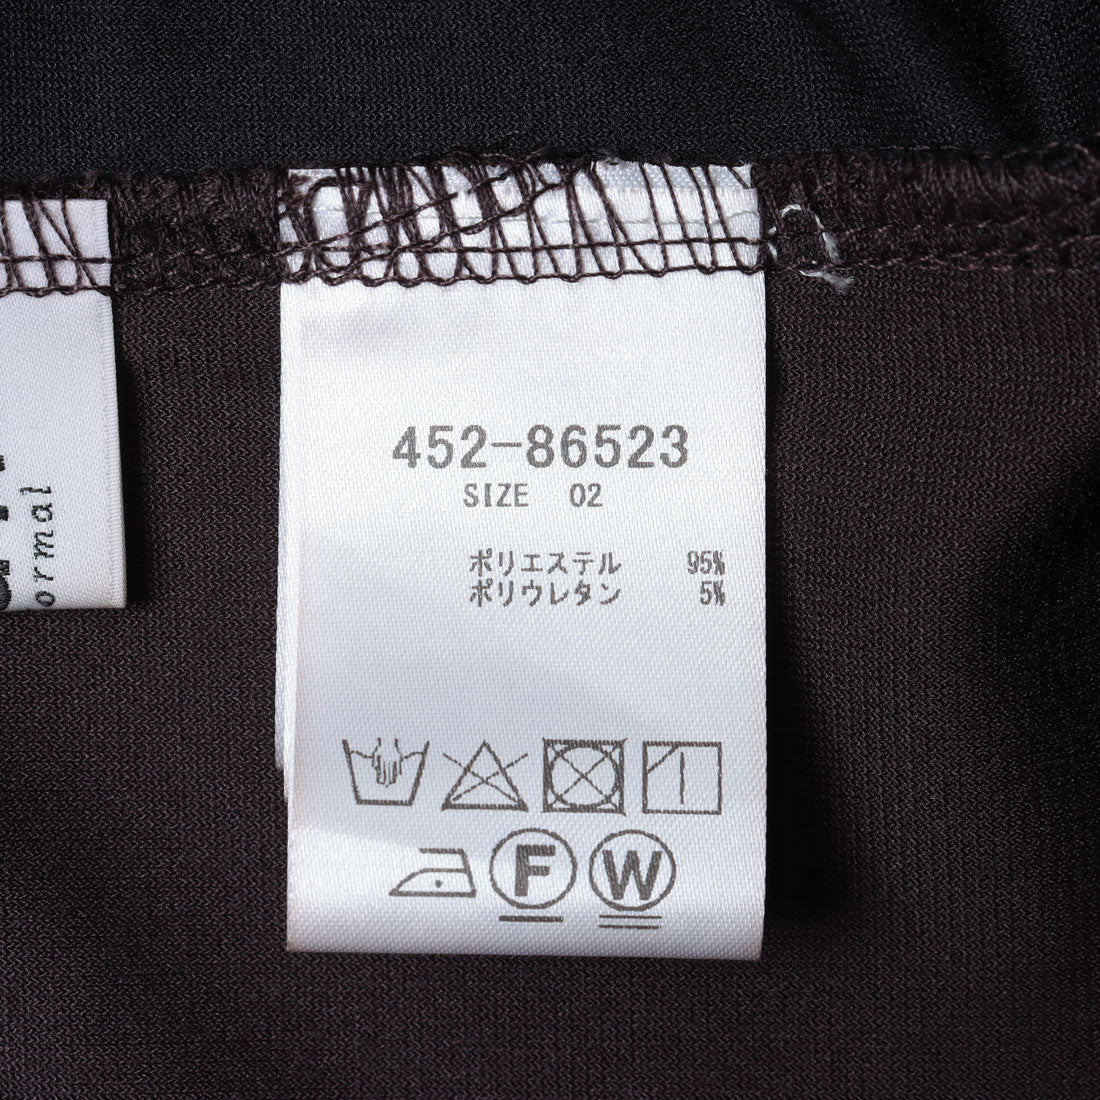 452-86523
SIZE 02
ポリエステル 95%
ポリウレタン 5%
F W
ormal